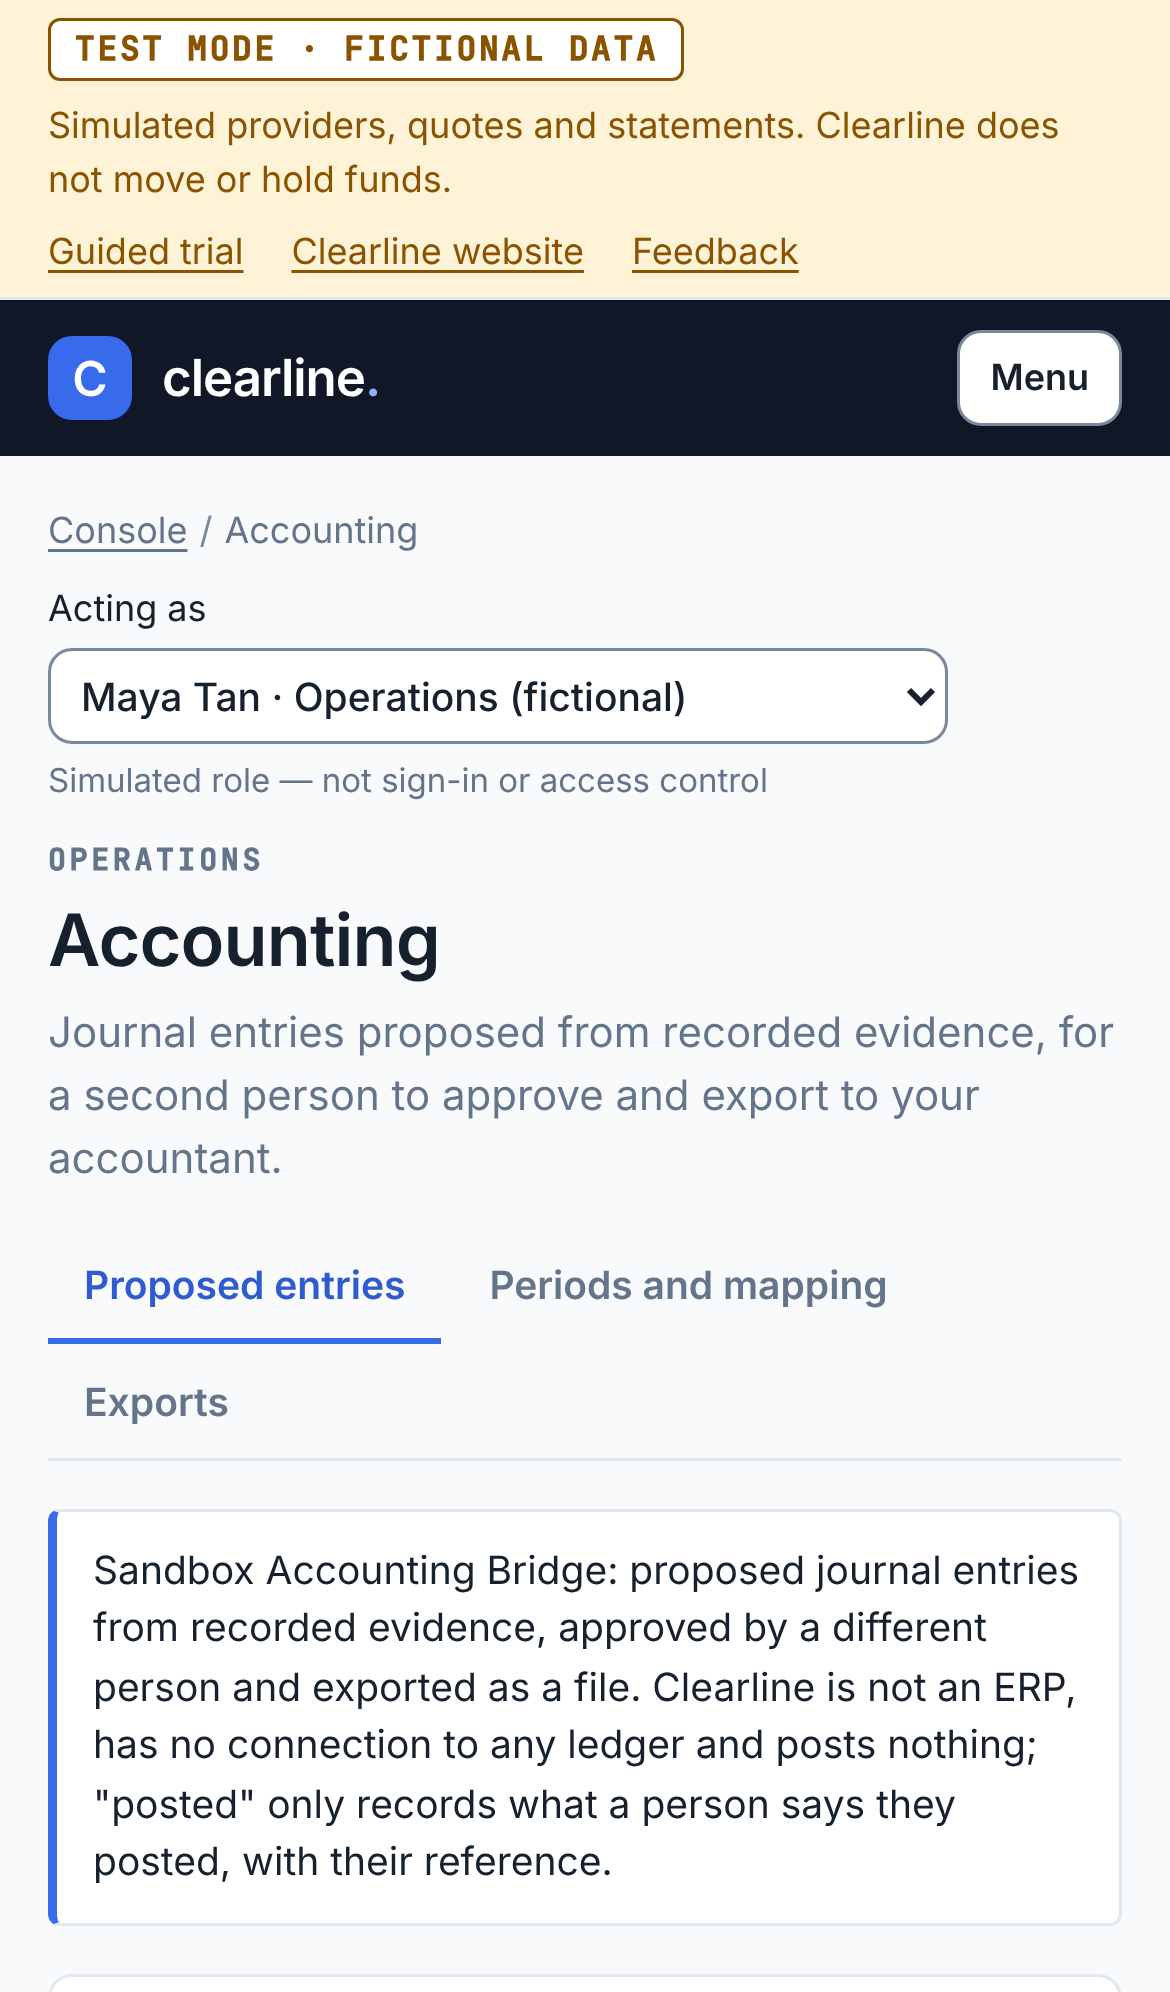 TEST MODE · FICTIONAL DATA
Simulated providers, quotes and statements. Clearline does
not move or hold funds.
Guided trial Clearline website Feedback
C clearline. Menu
Console / Accounting
Acting as
Maya Tan · Operations (fictional)
Simulated role — not sign-in or access control
OPERATIONS
Accounting
Journal entries proposed from recorded evidence, for
a second person to approve and export to your
accountant.
Proposed entries Periods and mapping
Exports
Sandbox Accounting Bridge: proposed journal entries
from recorded evidence, approved by a different
person and exported as a file. Clearline is not an ERP,
has no connection to any ledger and posts nothing;
"posted" only records what a person says they
posted, with their reference.